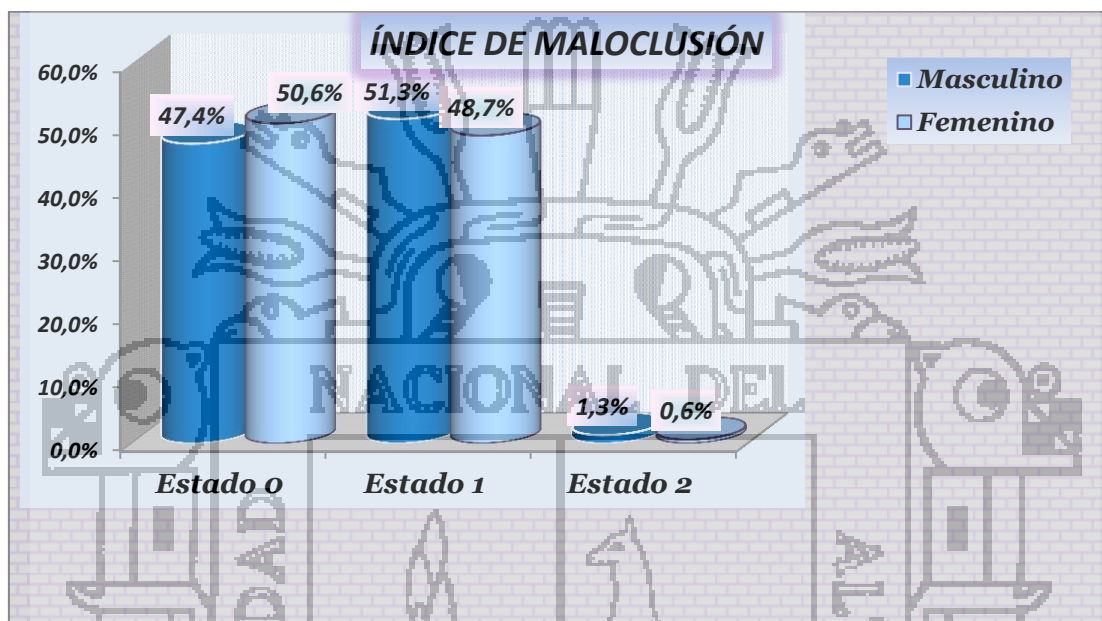 ÍNDICE DE MALOCLUSIÓN
Masculino
Femenino
60,0%
50,0%
40,0%
30,0%
20,0%
10,0%
0,0%
47,4%
50,6%
51,3%
48,7%
1,3%
0,6%
Estado 0
Estado 1
Estado 2
NACIONAL DEL
DAD